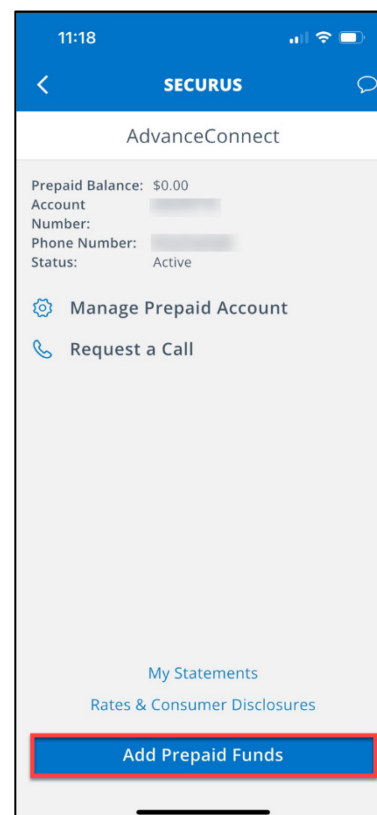 11:18
SECURUS
AdvanceConnect
Prepaid Balance: $0.00
Account
Number:
Phone Number:
Status: Active
Manage Prepaid Account
Request a Call
My Statements
Rates & Consumer Disclosures
Add Prepaid Funds